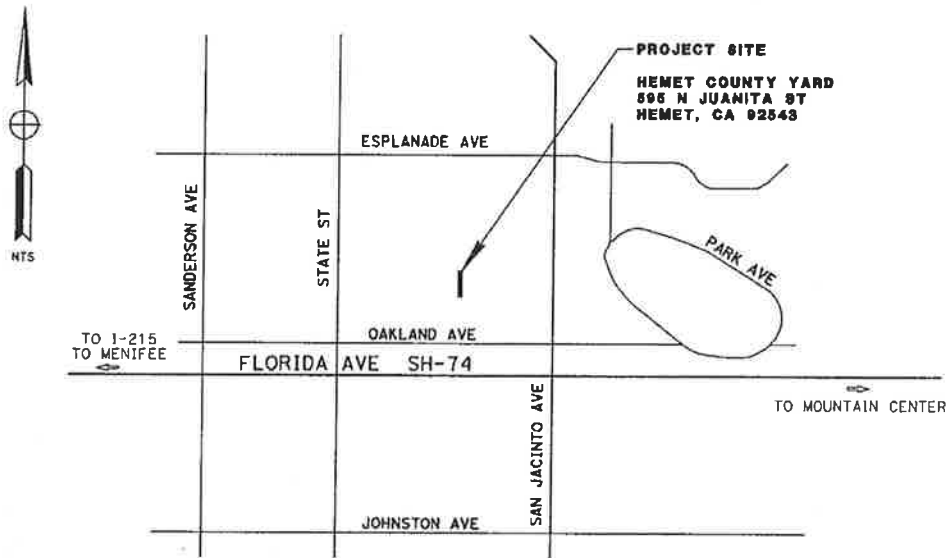 PROJECT SITE
HEMET COUNTY YARD
595 N JUANITA ST
HEMET, CA 92543
ESPLANADE AVE
SANDERSON AVE
STATE ST
NTS
PARK AVE
OAKLAND AVE
TO I-215
TO MENIFEE
FLORIDA AVE SH-74
TO MOUNTAIN CENTER
SAN JACINTO AVE
JOHNSTON AVE